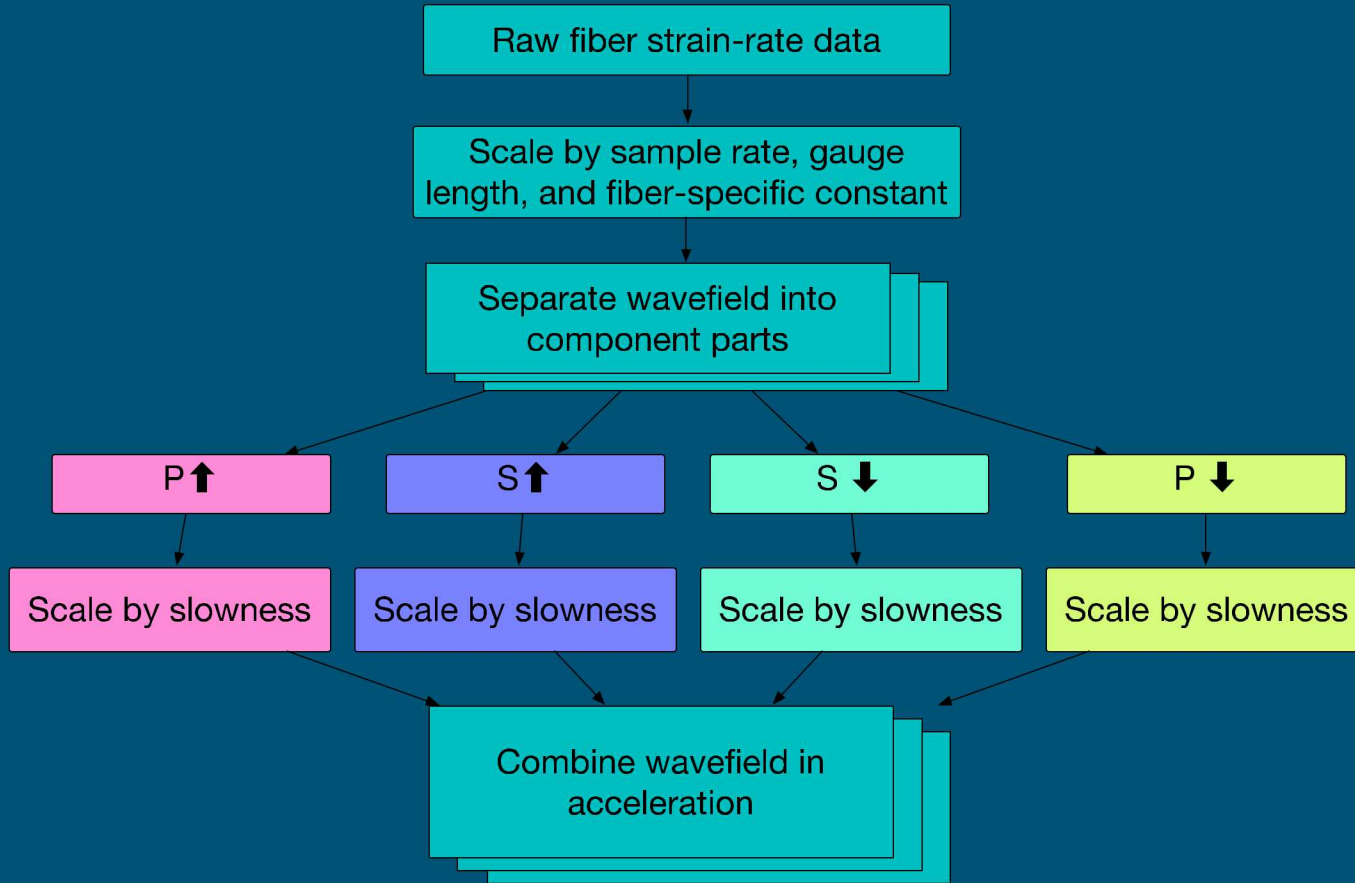 Raw fiber strain-rate data
Scale by sample rate, gauge
length, and fiber-specific constant
Separate wavefield into
component parts
P⬆
S⬆
S ⬇
P ⬇
Scale by slowness
Scale by slowness
Scale by slowness
Scale by slowness
Combine wavefield in
acceleration